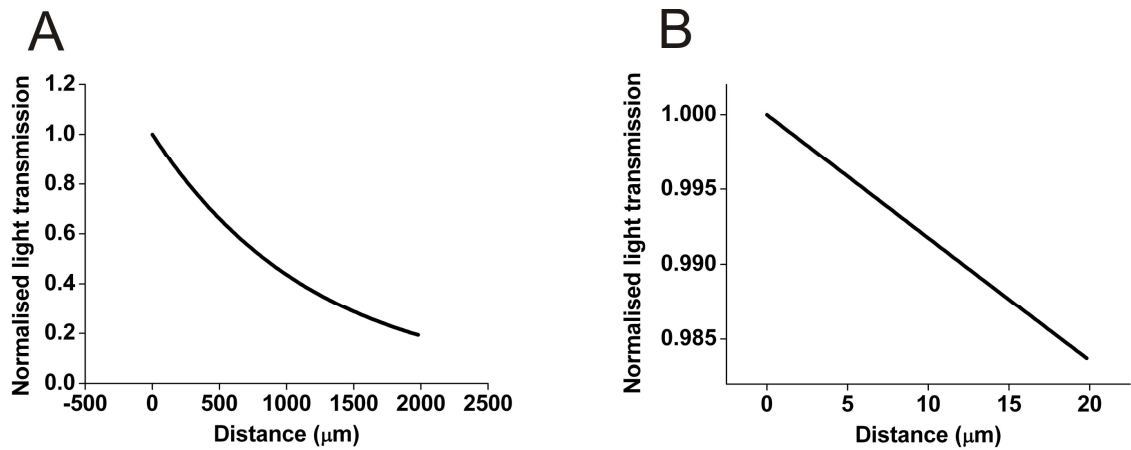 A
Normalised light transmission
1.2
1.0
0.8
0.6
0.4
0.2
0.0
-500 0 500 1000 1500 2000 2500
Distance (μm)
B
Normalised light transmission
1.000
0.995
0.990
0.985
0 5 10 15 20
Distance (μm)